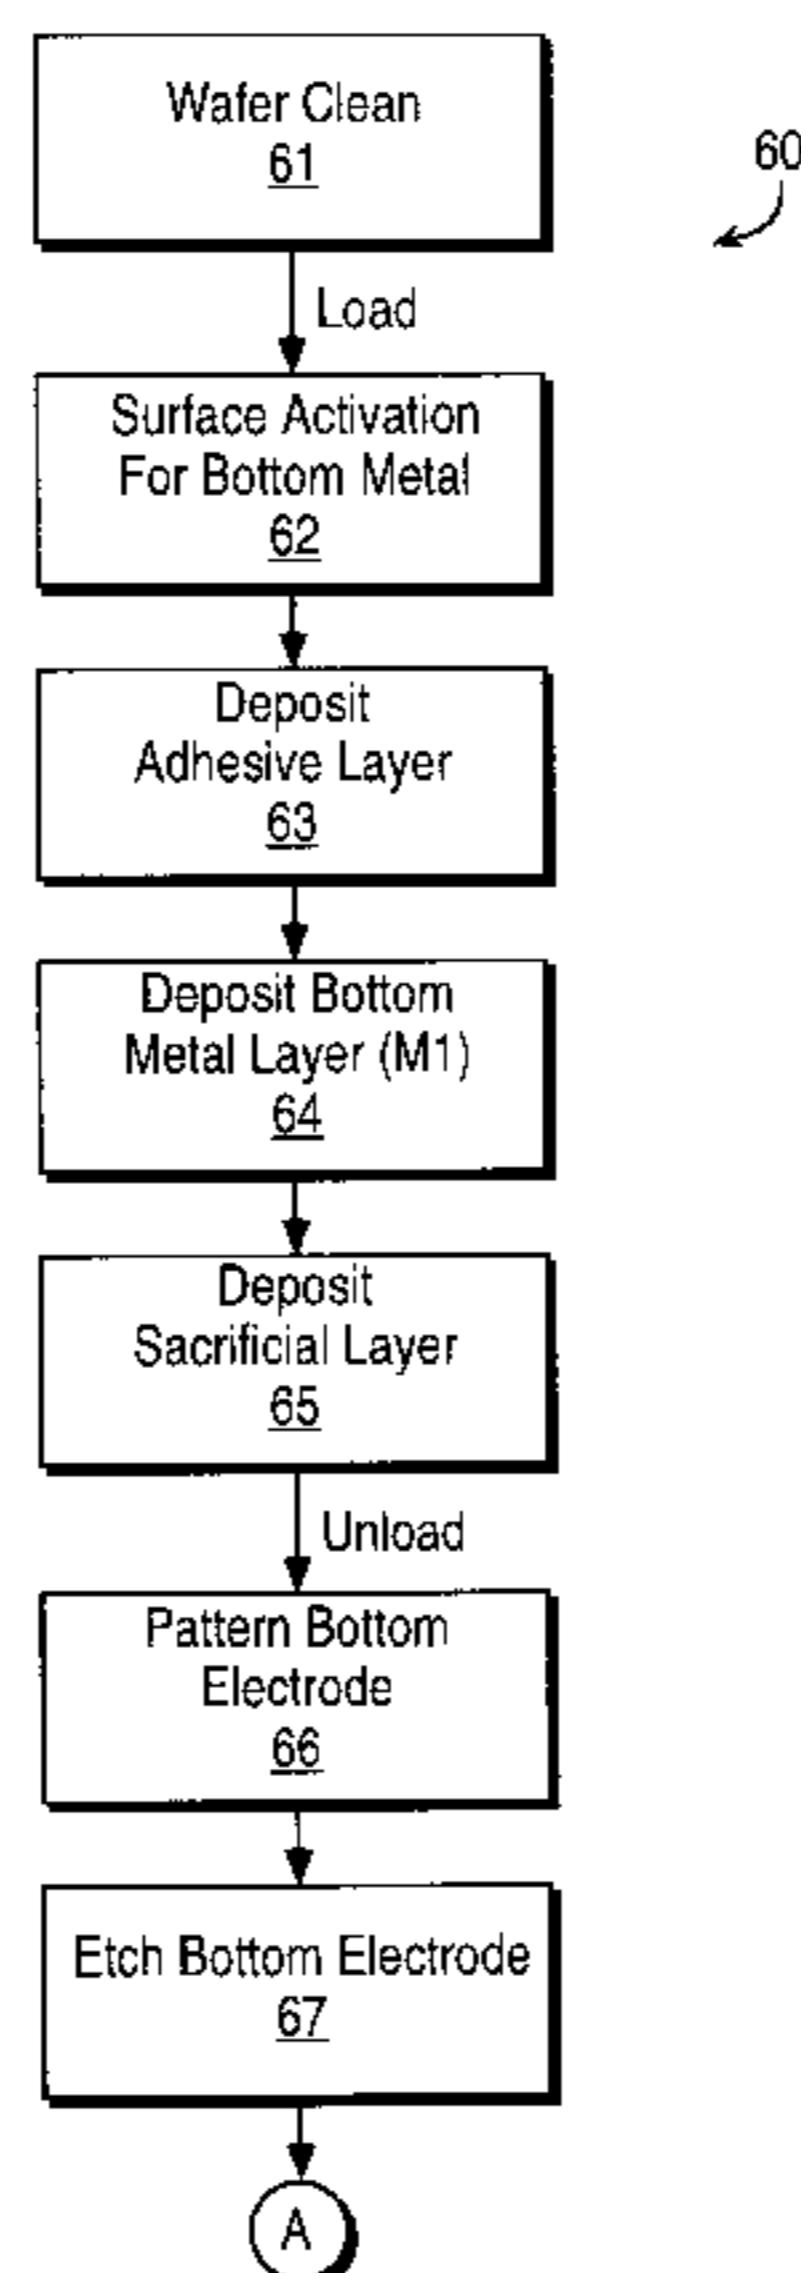 Wafer Clean
61
60
Load
Surface Activation
For Bottom Metal
62
Deposit
Adhesive Layer
63
Deposit Bottom
Metal Layer (M1)
64
Deposit
Sacrificial Layer
65
Unload
Pattern Bottom
Electrode
66
Etch Bottom Electrode
67
A